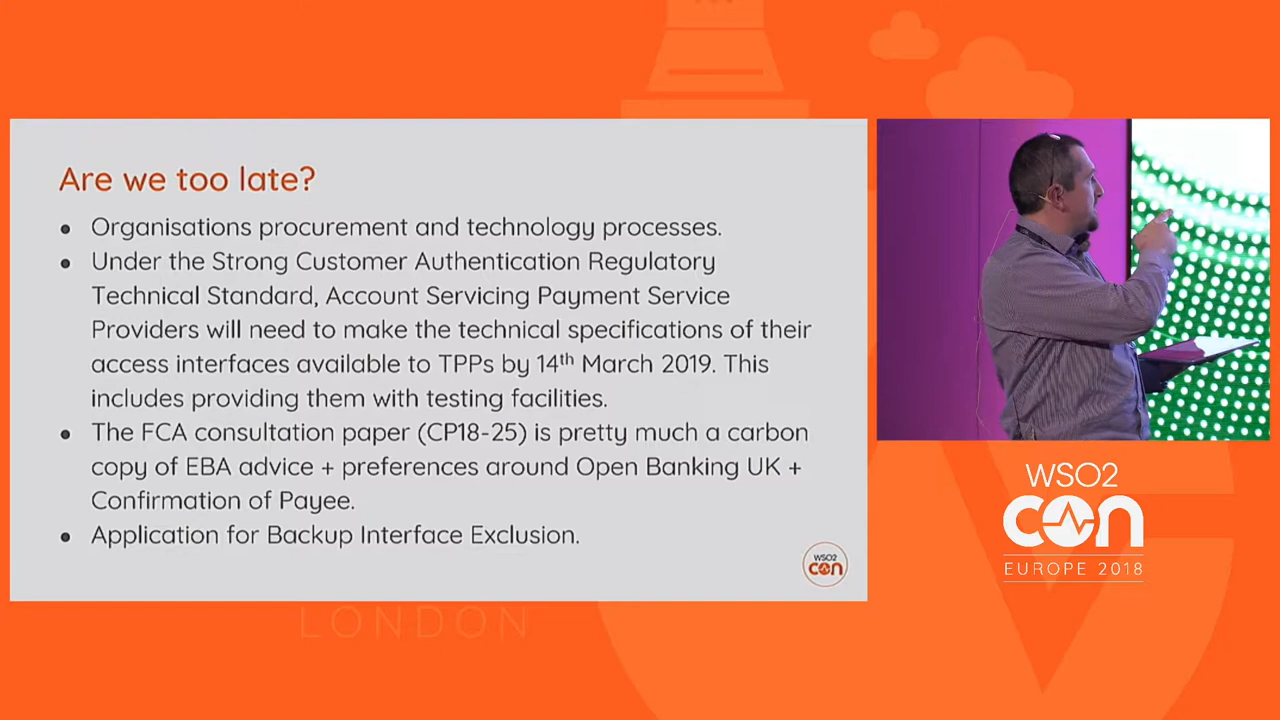 Are we too late?
• Organisations procurement and technology processes.
• Under the Strong Customer Authentication Regulatory
Technical Standard, Account Servicing Payment Service
Providers will need to make the technical specifications of their
access interfaces available to TPPs by 14th March 2019. This
includes providing them with testing facilities.
• The FCA consultation paper (CP18-25) is pretty much a carbon
copy of EBA advice + preferences around Open Banking UK +
Confirmation of Payee.
• Application for Backup Interface Exclusion.
WSO2
con
WSO2
con
EUROPE 2018
LONDON